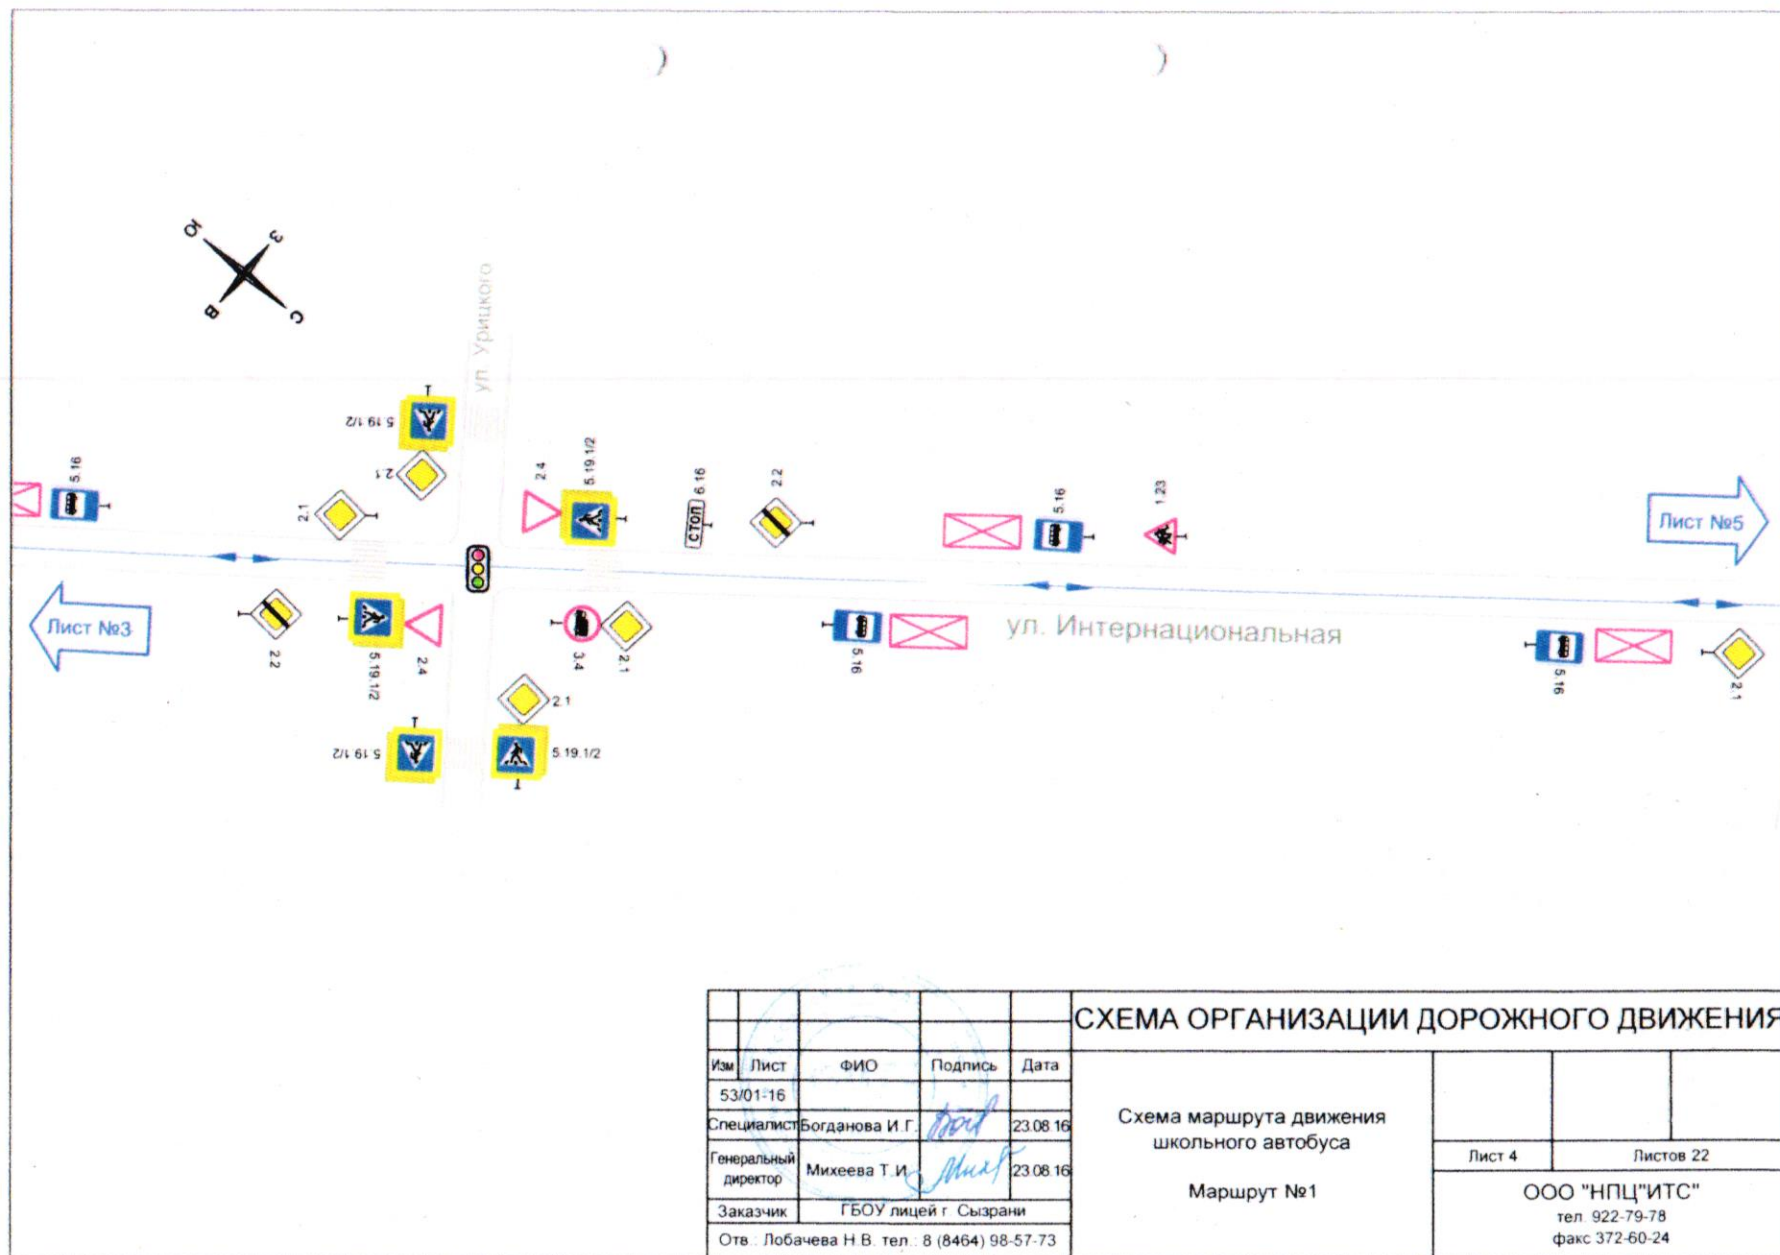 Ю
З
В
С
ул. Урицкого
5.19.1/2
2.1
5.16
2.1
2.4
5.19.1/2
6.16
СТОП
2.2
5.16
1.23
Лист №5
Лист №3
2.2
5.19.1/2
2.4
3.4
2.1
5.16
ул. Интернациональная
5.16
2.1
2.1
5.19.1/2
5.19.1/2
СХЕМА ОРГАНИЗАЦИИ ДОРОЖНОГО ДВИЖЕНИЯ
Изм Лист ФИО Подпись Дата
53/01-16
Специалист Богданова И.Г. 23.08.16
Генеральный директор Михеева Т.И. 23.08.16
Заказчик ГБОУ лицей г. Сызрани
Отв.: Лобачева Н.В. тел.: 8 (8464) 98-57-73
Схема маршрута движения
школьного автобуса
Маршрут №1
Лист 4 Листов 22
ООО "НПЦ"ИТС"
тел. 922-79-78
факс 372-60-24